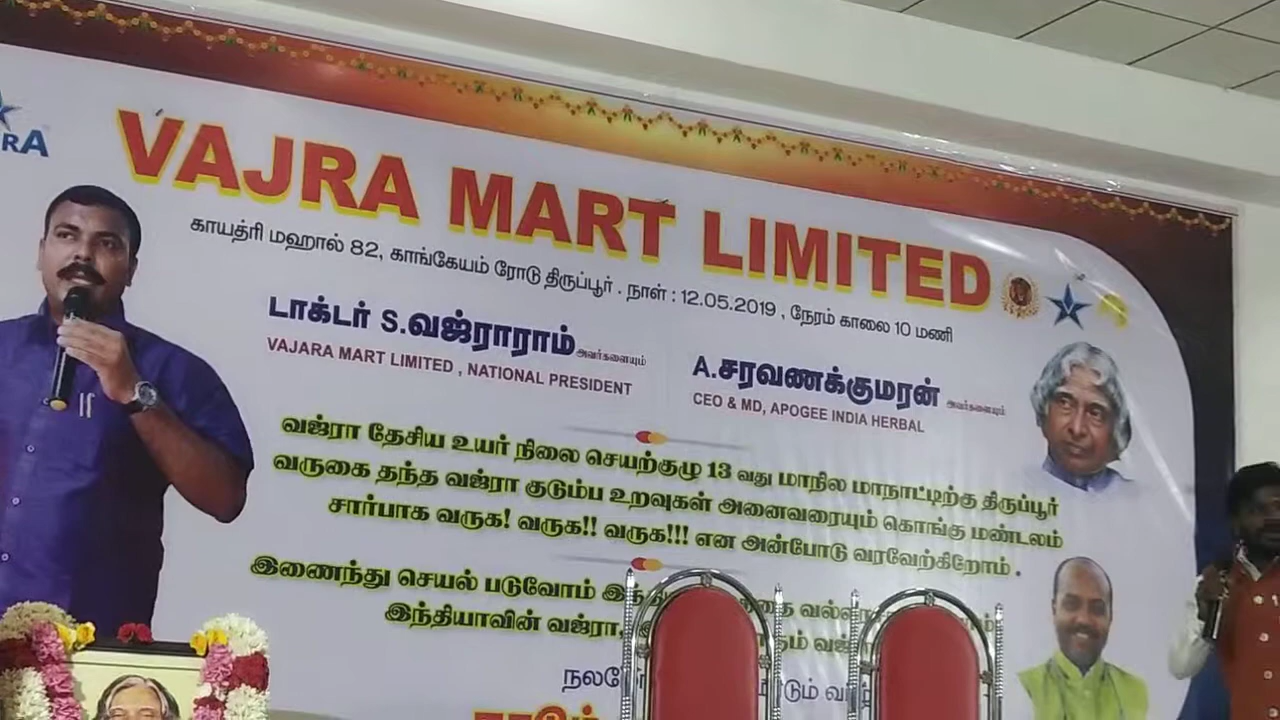 VAJRA MART LIMITED
காயத்ரி மஹால் 82, காங்கேயம் ரோடு திருப்பூர் . நாள் : 12.05.2019 , நேரம் காலை 10 மணி
டாக்டர் S.வஜ்ராராம் அவர்களையும்
VAJARA MART LIMITED , NATIONAL PRESIDENT
A.சரவணக்குமரன் அவர்களையும்
CEO & MD, APOGEE INDIA HERBAL
வஜ்ரா தேசிய உயர் நிலை செயற்குழு 13 வது மாநில மாநாட்டிற்கு திருப்பூர்
வருகை தந்த வஜ்ரா குடும்ப உறவுகள் அனைவரையும் கொங்கு மண்டலம்
சார்பாக வருக! வருக!! வருக!!! என அன்போடு வரவேற்கிறோம் .
இணைந்து செயல் படுவோம்
இந்தியாவின் வஜ்ரா,